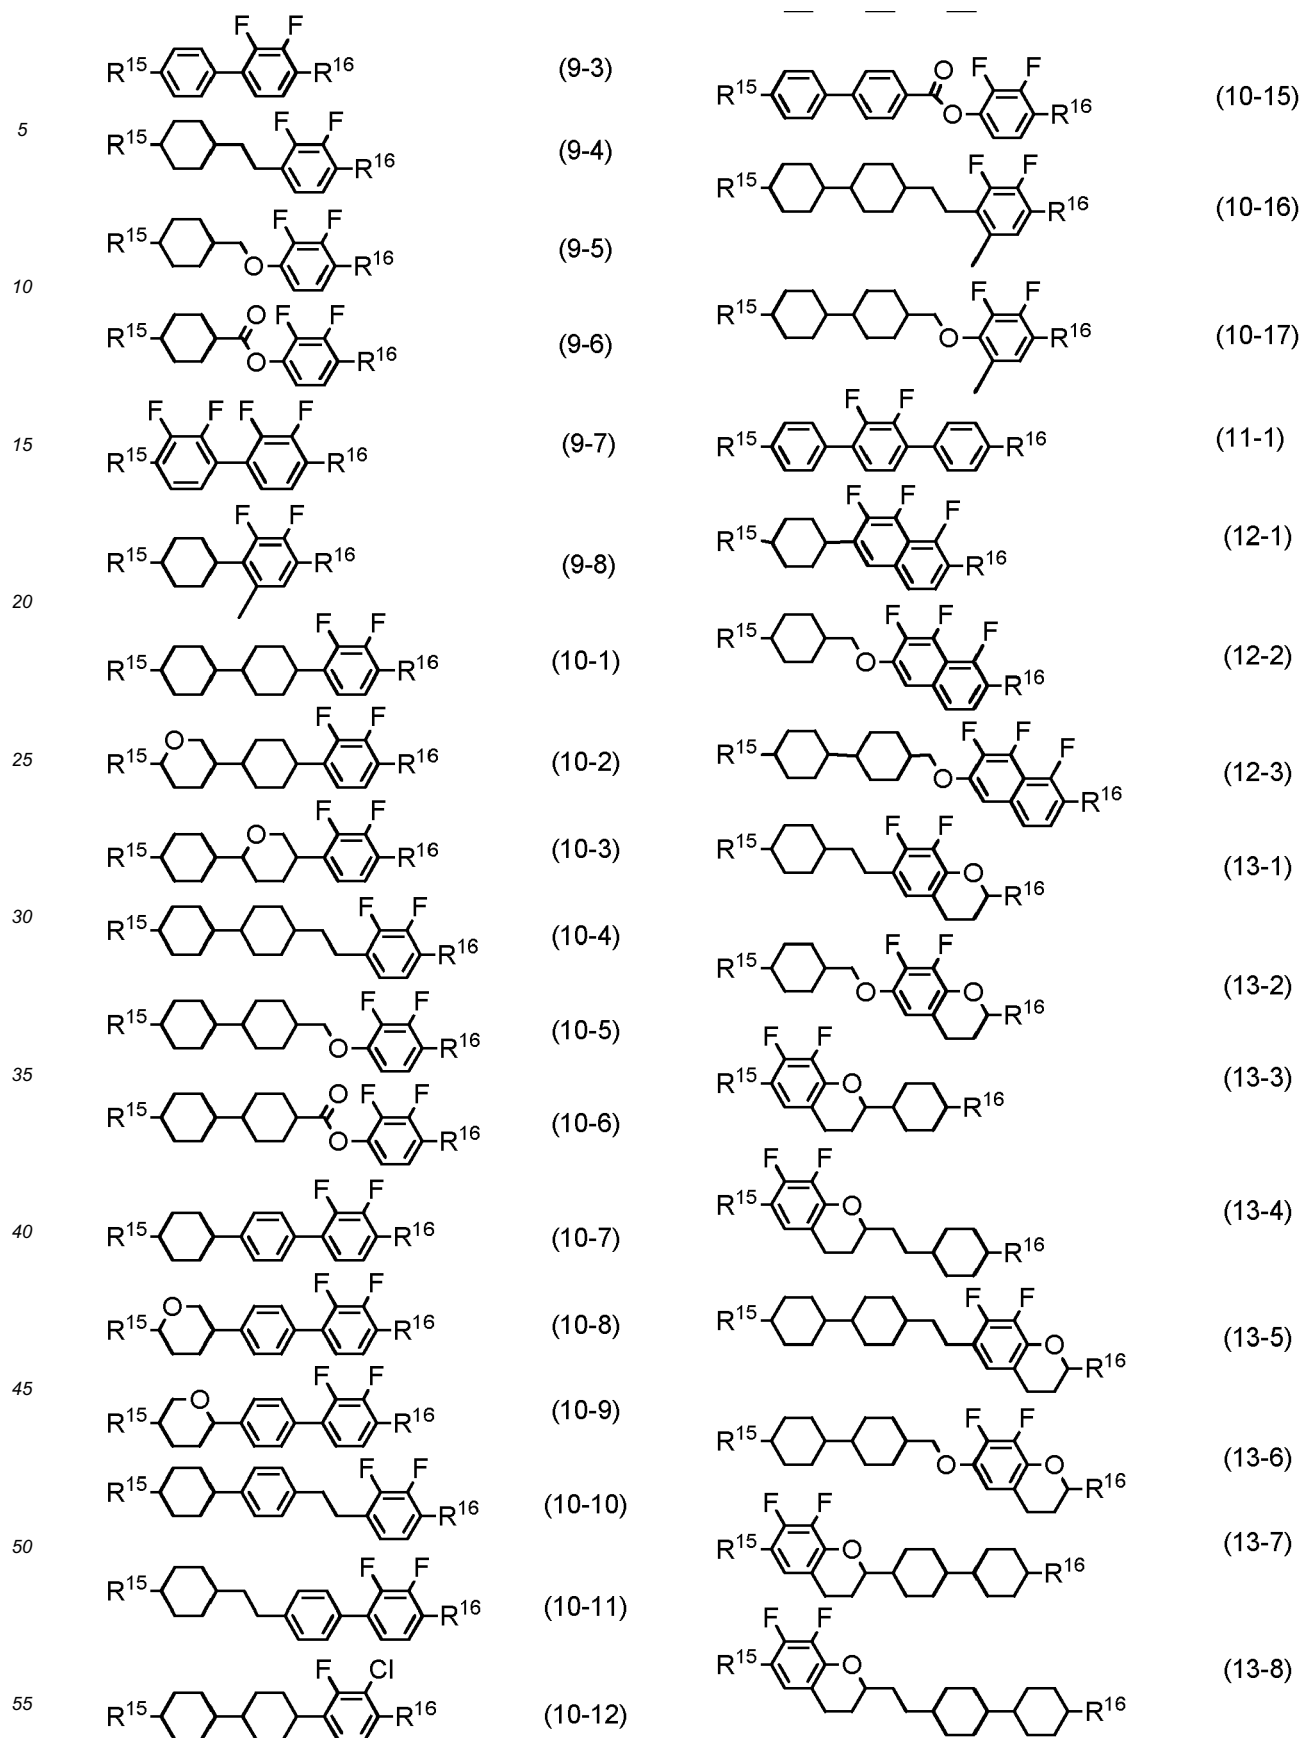 F F
R15 R16 (9-3)
5
F F
R15 R16 (9-4)
F F
R15 O R16 (9-5)
10
O F F
R15 O R16 (9-6)
F F F F
15
R15 R16 (9-7)
F F
R15 R16 (9-8)
20
F F
R15 R16 (10-1)
F F
25
O
R15 R16 (10-2)
F F
O
R15 R16 (10-3)
30
F F
R15 R16 (10-4)
F F
R15 O R16 (10-5)
35
O F F
R15 O R16 (10-6)
F F
40
R15 R16 (10-7)
F F
O
R15 R16 (10-8)
45
F F
O
R15 R16 (10-9)
F F
R15 R16 (10-10)
50
F F
R15 R16 (10-11)
F Cl
55
R15 R16 (10-12)
O F F
R15 O R16 (10-15)
F F
R15 R16 (10-16)
F F
R15 O R16 (10-17)
F F
R15 R16 (11-1)
F F F
R15 R16 (12-1)
F F F
R15 O R16 (12-2)
F F F
R15 O R16 (12-3)
F F
R15 O R16 (13-1)
F F
R15 O O R16 (13-2)
F F
R15 O R16 (13-3)
F F
R15 O R16 (13-4)
F F
R15 O R16 (13-5)
F F
R15 O O R16 (13-6)
F F
R15 O R16 (13-7)
F F
R15 O R16 (13-8)